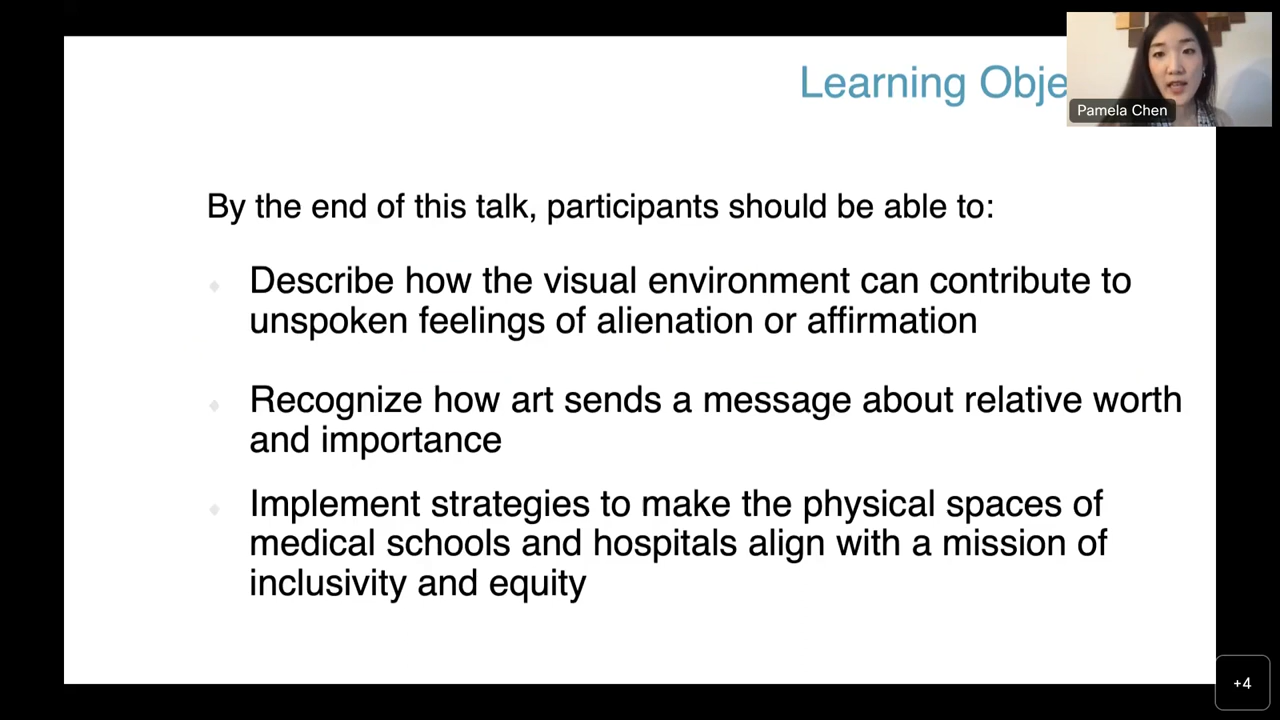 Learning Obje
Pamela Chen
By the end of this talk, participants should be able to:
Describe how the visual environment can contribute to
unspoken feelings of alienation or affirmation
Recognize how art sends a message about relative worth
and importance
Implement strategies to make the physical spaces of
medical schools and hospitals align with a mission of
inclusivity and equity
+4